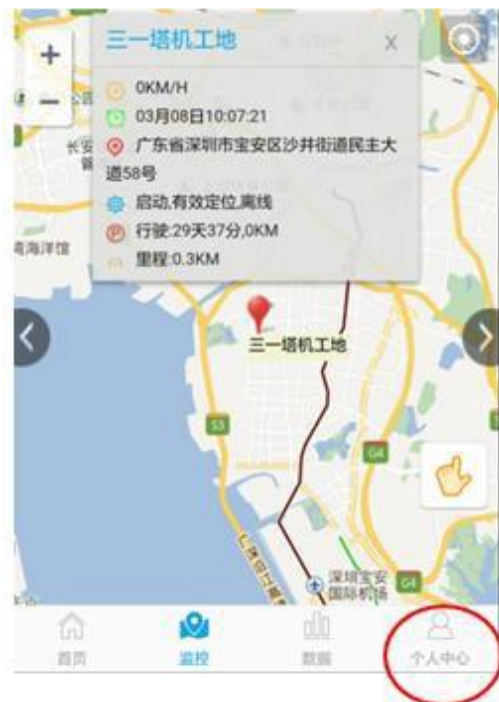 三一塔机工地
X
0KM/H
03月08日10:07:21
广东省深圳市宝安区沙井街道民主大
道58号
启动,有效定位,离线
行驶:29天37分,0KM
里程:0.3KM
湾海洋馆
三一塔机工地
S3
G4
深圳宝安
国际机场
G4
首页
监控
数据
个人中心